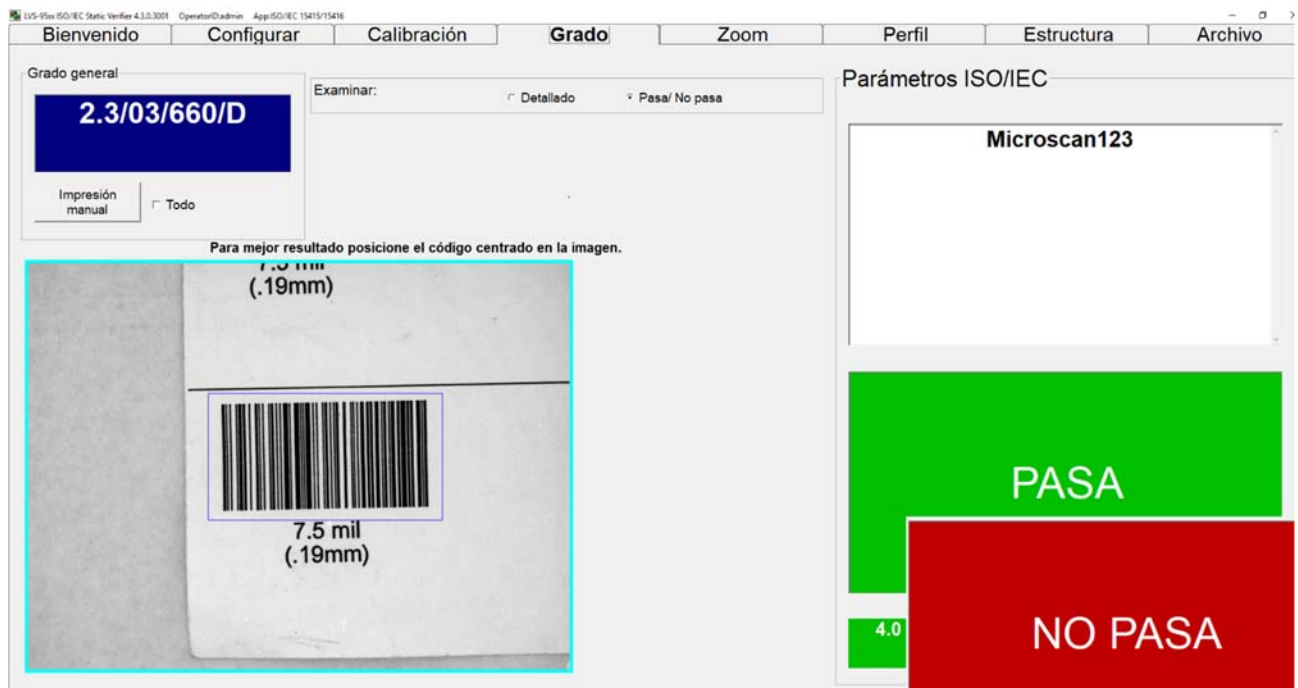 LVS-95xx ISO/IEC Static Verifier 4.3.0.3001 OperatorID:admin App:ISO/IEC 15415/15416
Bienvenido Configurar Calibración Grado Zoom Perfil Estructura Archivo
Grado general
2.3/03/660/D
Impresión
manual
Todo
Examinar:
Detallado
Pasa/ No pasa
Para mejor resultado posicione el código centrado en la imagen.
(.19mm)
7.5 mil
(.19mm)
Parámetros ISO/IEC
Microscan123
PASA
4.0
NO PASA